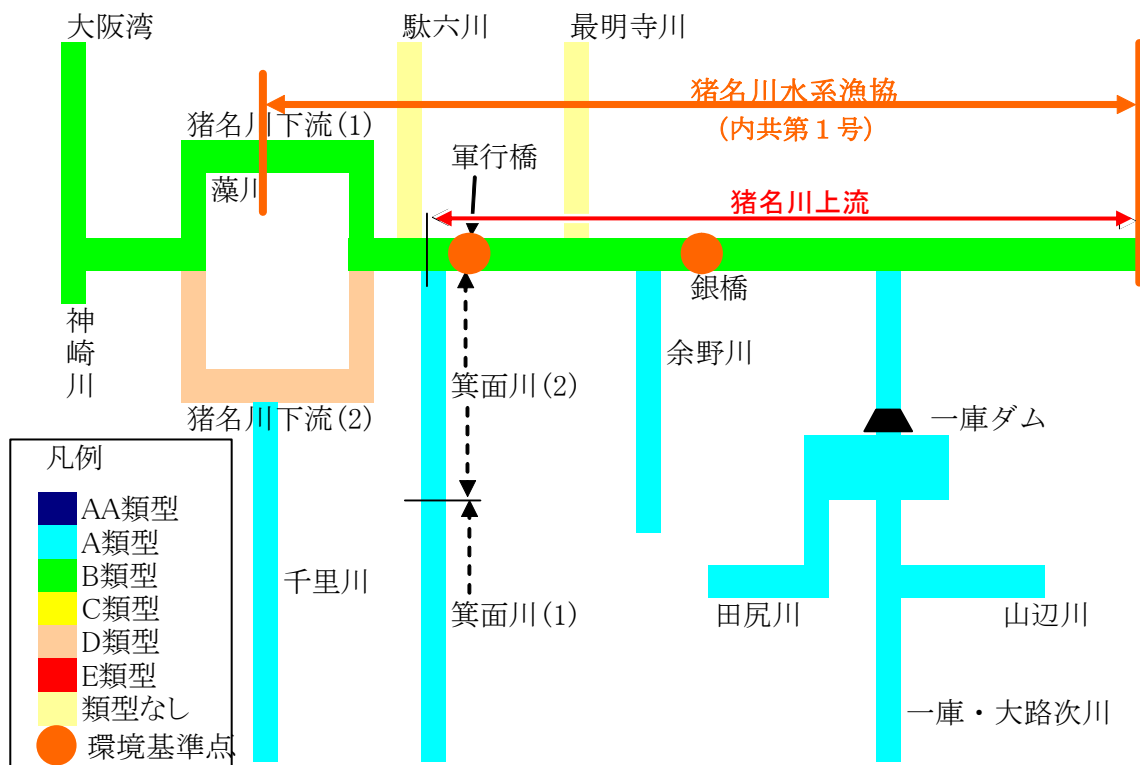 大阪湾
駄六川
最明寺川
猪名川水系漁協
(内共第1号)
猪名川下流(1)
軍行橋
藻川
猪名川上流
銀橋
神崎川
余野川
箕面川(2)
猪名川下流(2)
一庫ダム
凡例
AA類型
A類型
B類型
C類型
D類型
E類型
類型なし
環境基準点
千里川
箕面川(1)
田尻川
山辺川
一庫・大路次川